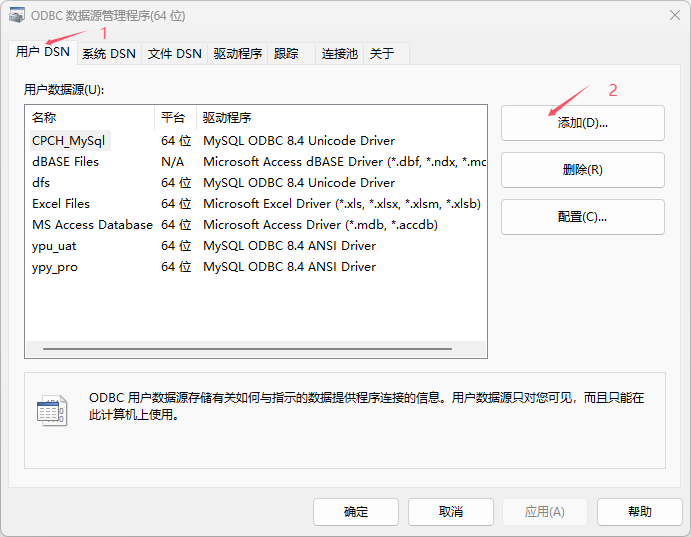 ODBC 数据源管理程序(64 位)
1
用户 DSN 系统 DSN 文件 DSN 驱动程序 跟踪 连接池 关于
用户数据源(U):
2
名称 平台 驱动程序
添加(D)...
CPCH_MySql 64 位 MySQL ODBC 8.4 Unicode Driver
dBASE Files N/A Microsoft Access dBASE Driver (*.dbf, *.ndx, *.mc
删除(R)
dfs 64 位 MySQL ODBC 8.4 Unicode Driver
Excel Files 64 位 Microsoft Excel Driver (*.xls, *.xlsx, *.xlsm, *.xlsb)
配置(C)...
MS Access Database 64 位 Microsoft Access Driver (*.mdb, *.accdb)
ypu_uat 64 位 MySQL ODBC 8.4 ANSI Driver
ypy_pro 64 位 MySQL ODBC 8.4 ANSI Driver
ODBC 用户数据源存储有关如何与指示的数据提供程序连接的信息。用户数据源只对您可见，而且只能在
此计算机上使用。
确定 取消 应用(A) 帮助